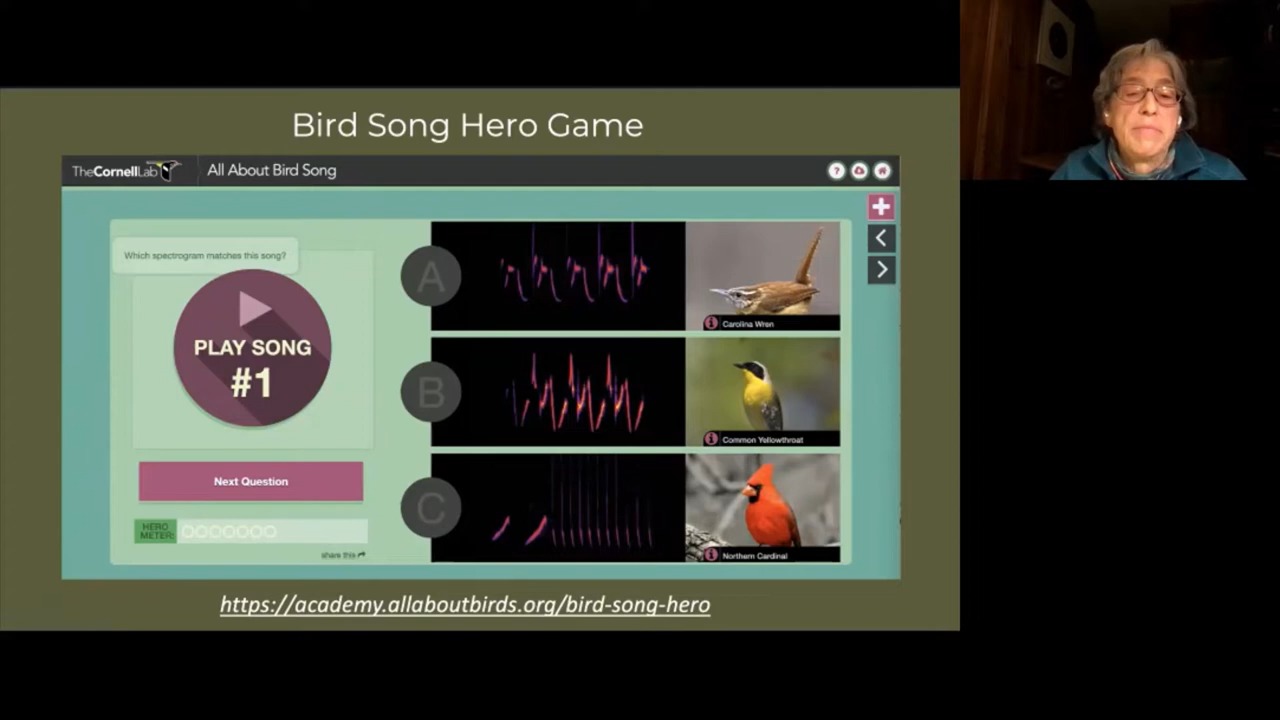 Bird Song Hero Game
TheCornellLab
All About Bird Song
?
Which spectrogram matches this song?
PLAY SONG
#1
Next Question
HERO
METER:
share this
A
Carolina Wren
B
Common Yellowthroat
C
Northern Cardinal
https://academy.allaboutbirds.org/bird-song-hero